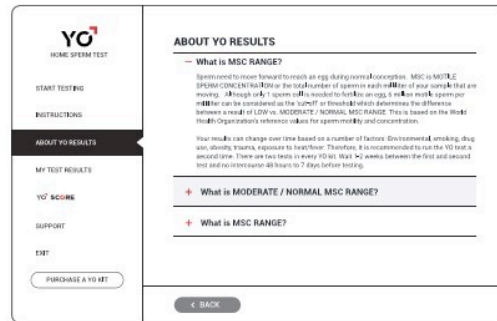 YO
HOME SPERM TEST
START TESTING
INSTRUCTIONS
ABOUT YO RESULTS
MY TEST RESULTS
YO SCORE
SUPPORT
EXIT
PURCHASE A YO KIT
ABOUT YO RESULTS
— What is MSC RANGE?
Sperm need to move forward to reach an egg during normal conception. MSC is MOTILE
SPERM CONCENTRAITION or the total number of sperm in each milliliter of your sample that are
moving. Although only 1 sperm cell is needed to fertilize an egg, 6 million motile sperm per
milliliter can be considered as the 'cut-off' or threshold which determines the difference
between a result of LOW vs. MODERATE / NORMAL MSC RANGE. This is based on the World
Health Organization's reference values for sperm motility and concentration.
Your results can change over time based on a number of factors: Environmental, smoking, drug
use, obesity, trauma, exposure to heat/fever. Therefore, it is recommended to run the YO test a
second time. There are two tests in every YO kit. Wait 1-2 weeks between the first and second
test and no intercourse 48 hours to 7 days before testing.
+ What is MODERATE / NORMAL MSC RANGE?
+ What is MSC RANGE?
< BACK